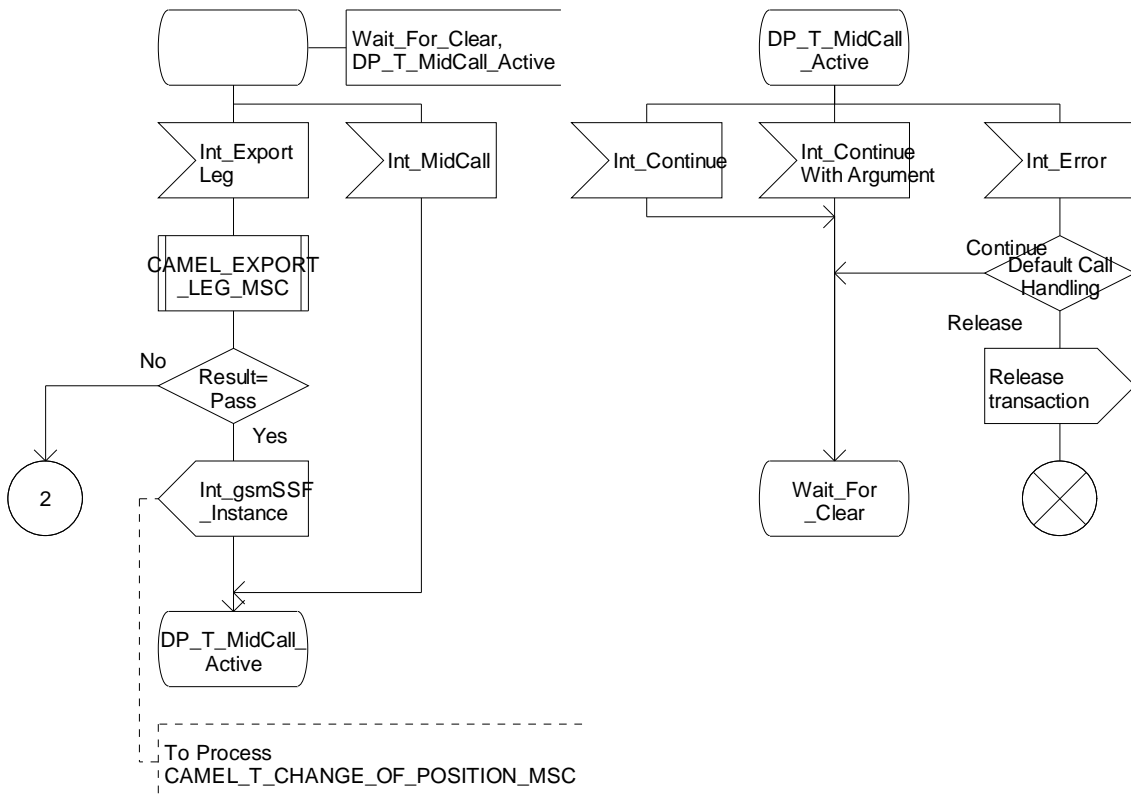 Wait_For_Clear,
DP_T_MidCall_Active
Int_Export
Leg
Int_MidCall
CAMEL_EXPORT
_LEG_MSC
No
Result=
Pass
Yes
2
Int_gsmSSF
_Instance
DP_T_MidCall_
Active
To Process
CAMEL_T_CHANGE_OF_POSITION_MSC
DP_T_MidCall
_Active
Int_Continue
Int_Continue
With Argument
Int_Error
Continue
Default Call
Handling
Release
Release
transaction
Wait_For
_Clear